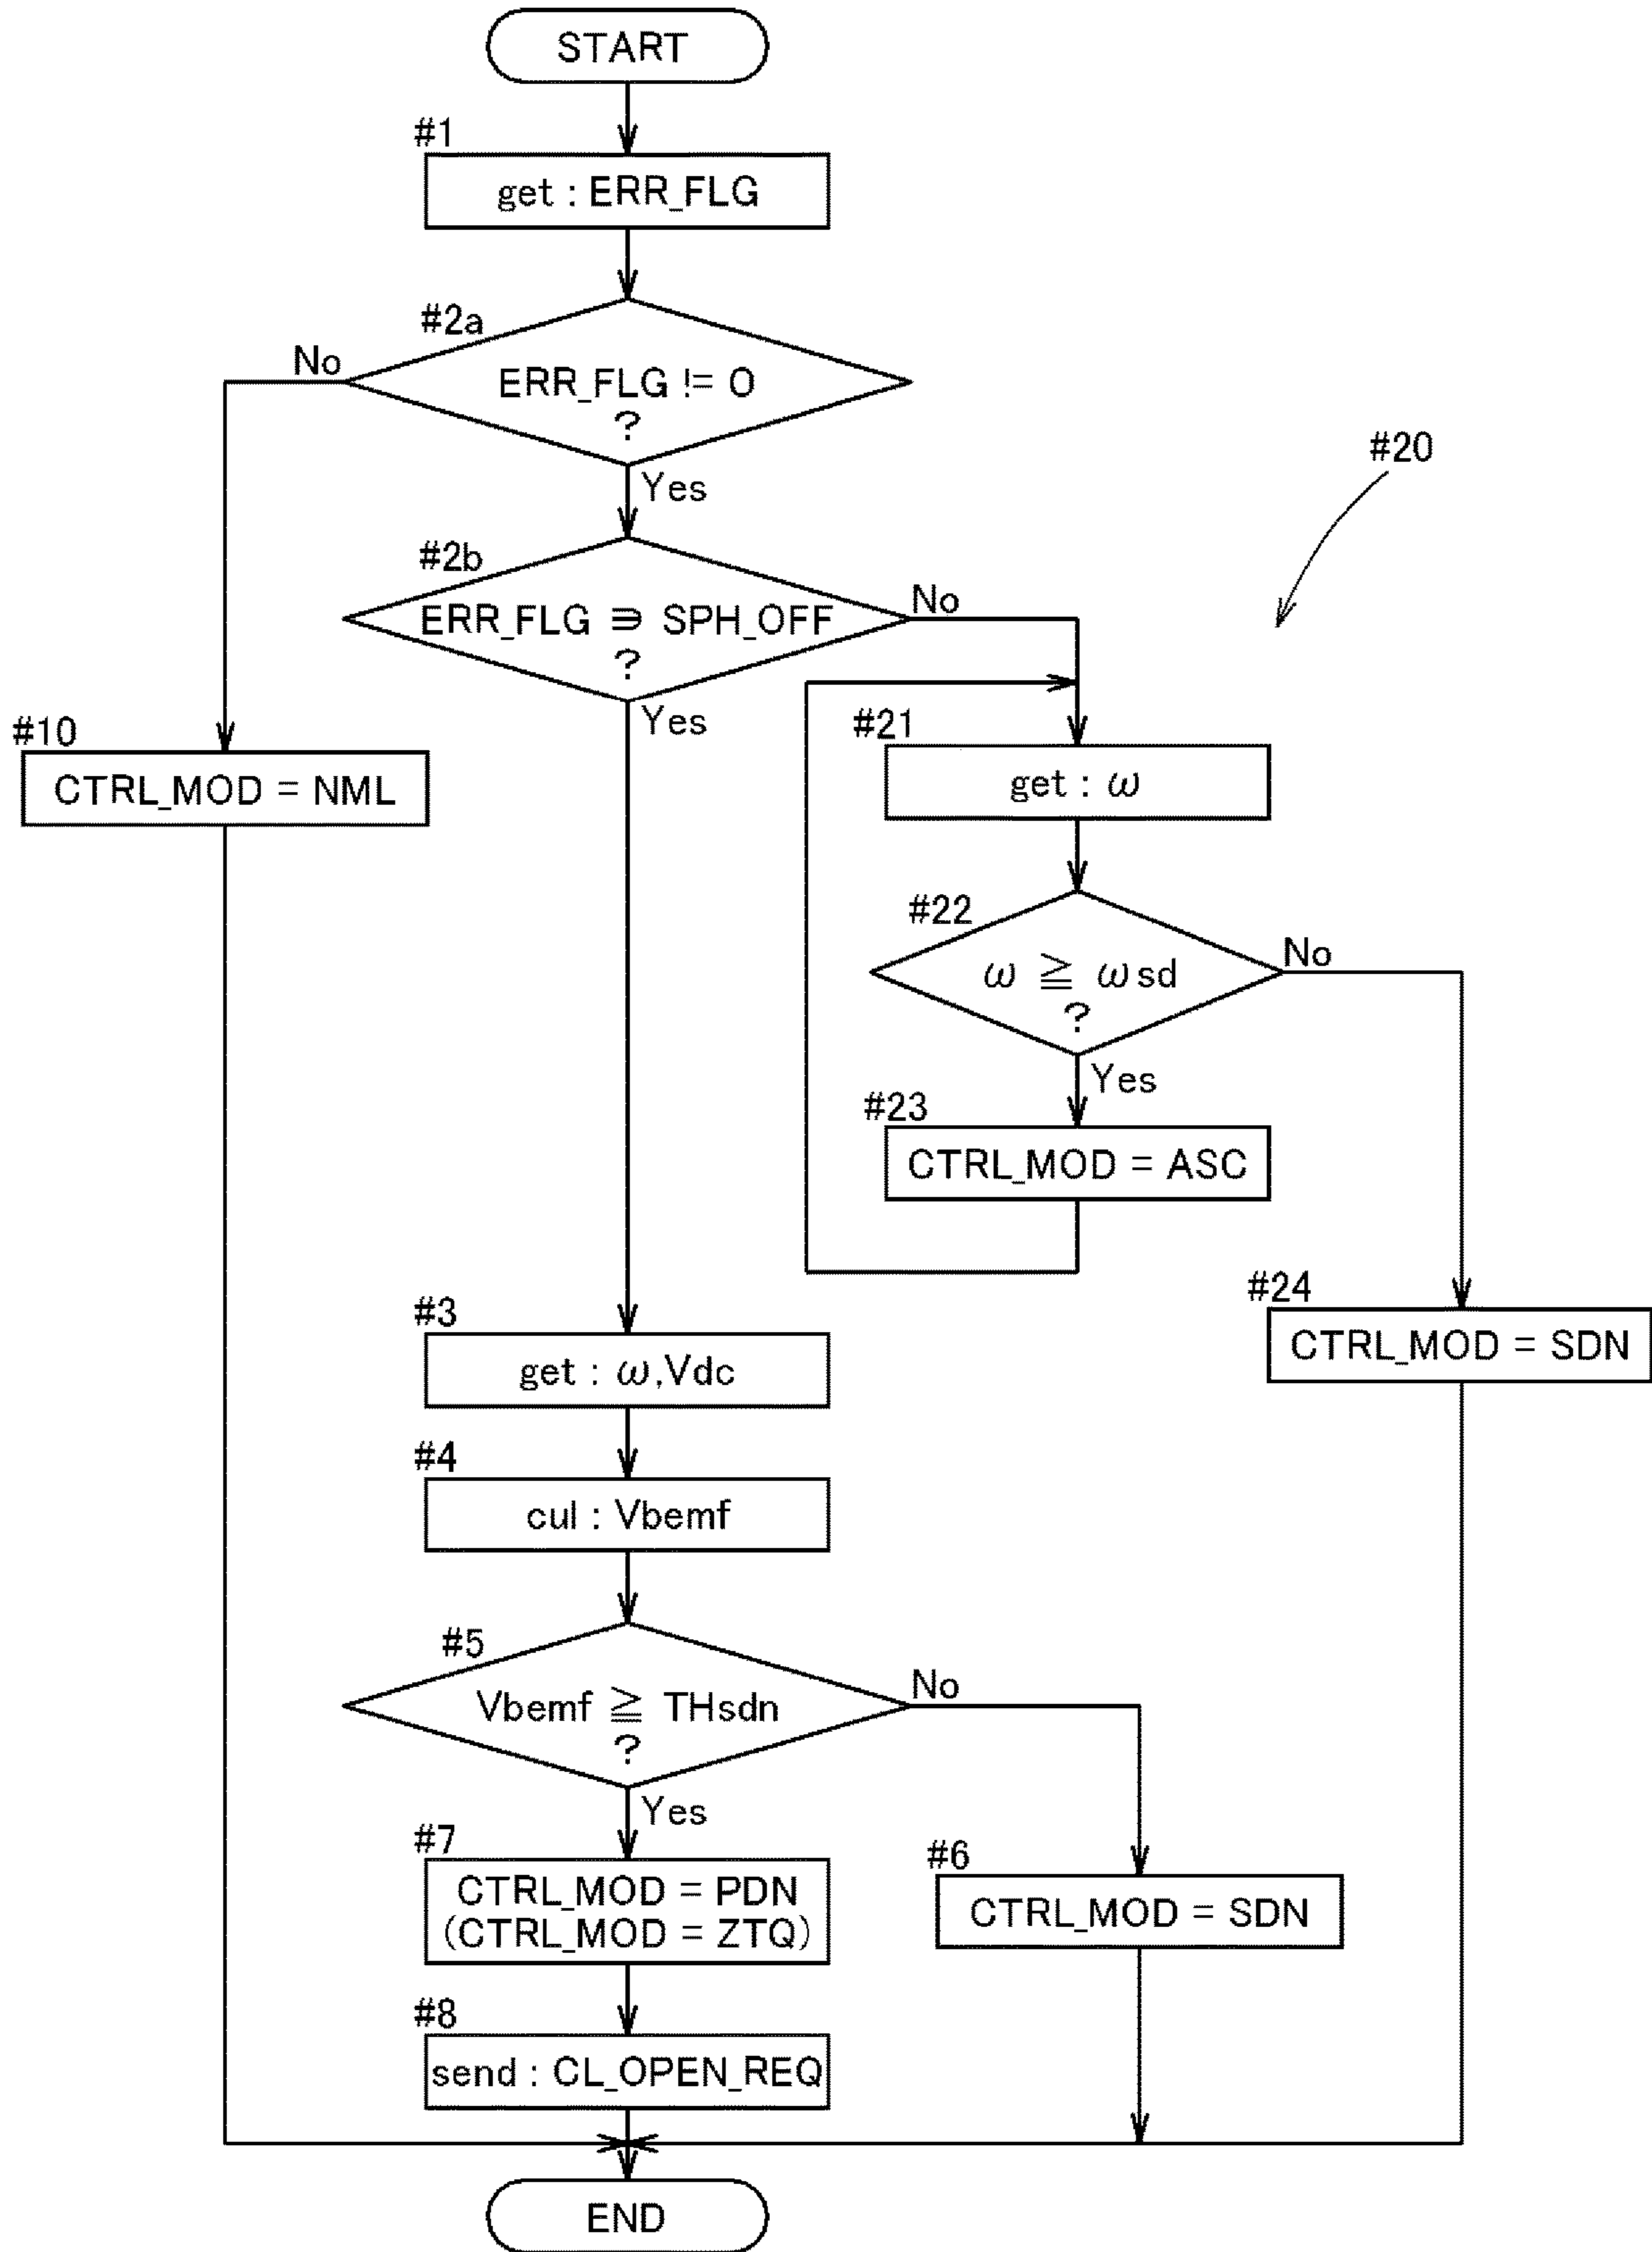 START
#1
get : ERR_FLG
#2a
No
ERR_FLG != 0
?
Yes
#20
#2b
No
ERR_FLG ∋ SPH_OFF
?
Yes
#10
CTRL_MOD = NML
#21
get : ω
#22
No
ω ≧ ωsd
?
Yes
#23
CTRL_MOD = ASC
#24
CTRL_MOD = SDN
#3
get : ω,Vdc
#4
cul : Vbemf
#5
No
Vbemf ≧ THsdn
?
Yes
#7
CTRL_MOD = PDN
(CTRL_MOD = ZTQ)
#6
CTRL_MOD = SDN
#8
send : CL_OPEN_REQ
END